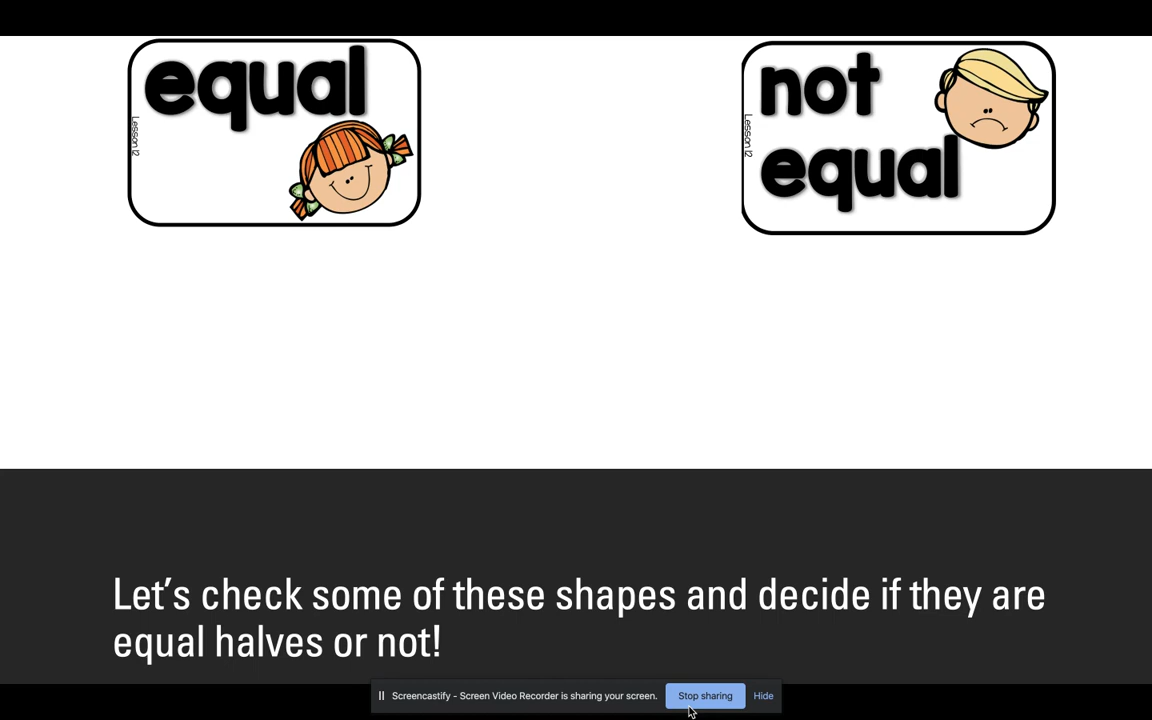 equal
Lesson 12
not
equal
Lesson 12
Let's check some of these shapes and decide if they are
equal halves or not!
Screencastify - Screen Video Recorder is sharing your screen.
Stop sharing
Hide